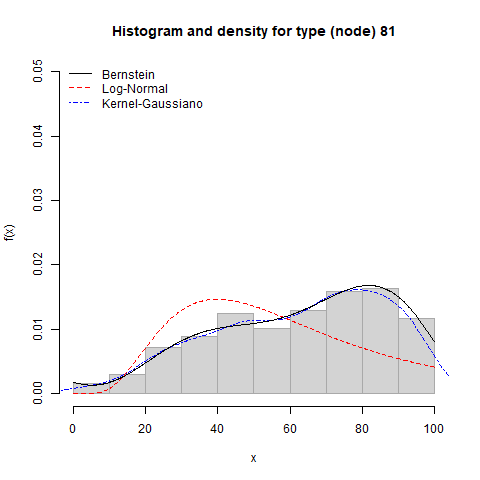 Histogram and density for type (node) 81
Bernstein
Log-Normal
Kernel-Gaussiano
0.05
0.04
0.03
0.02
0.01
0.00
f(x)
0 20 40 60 80 100
x